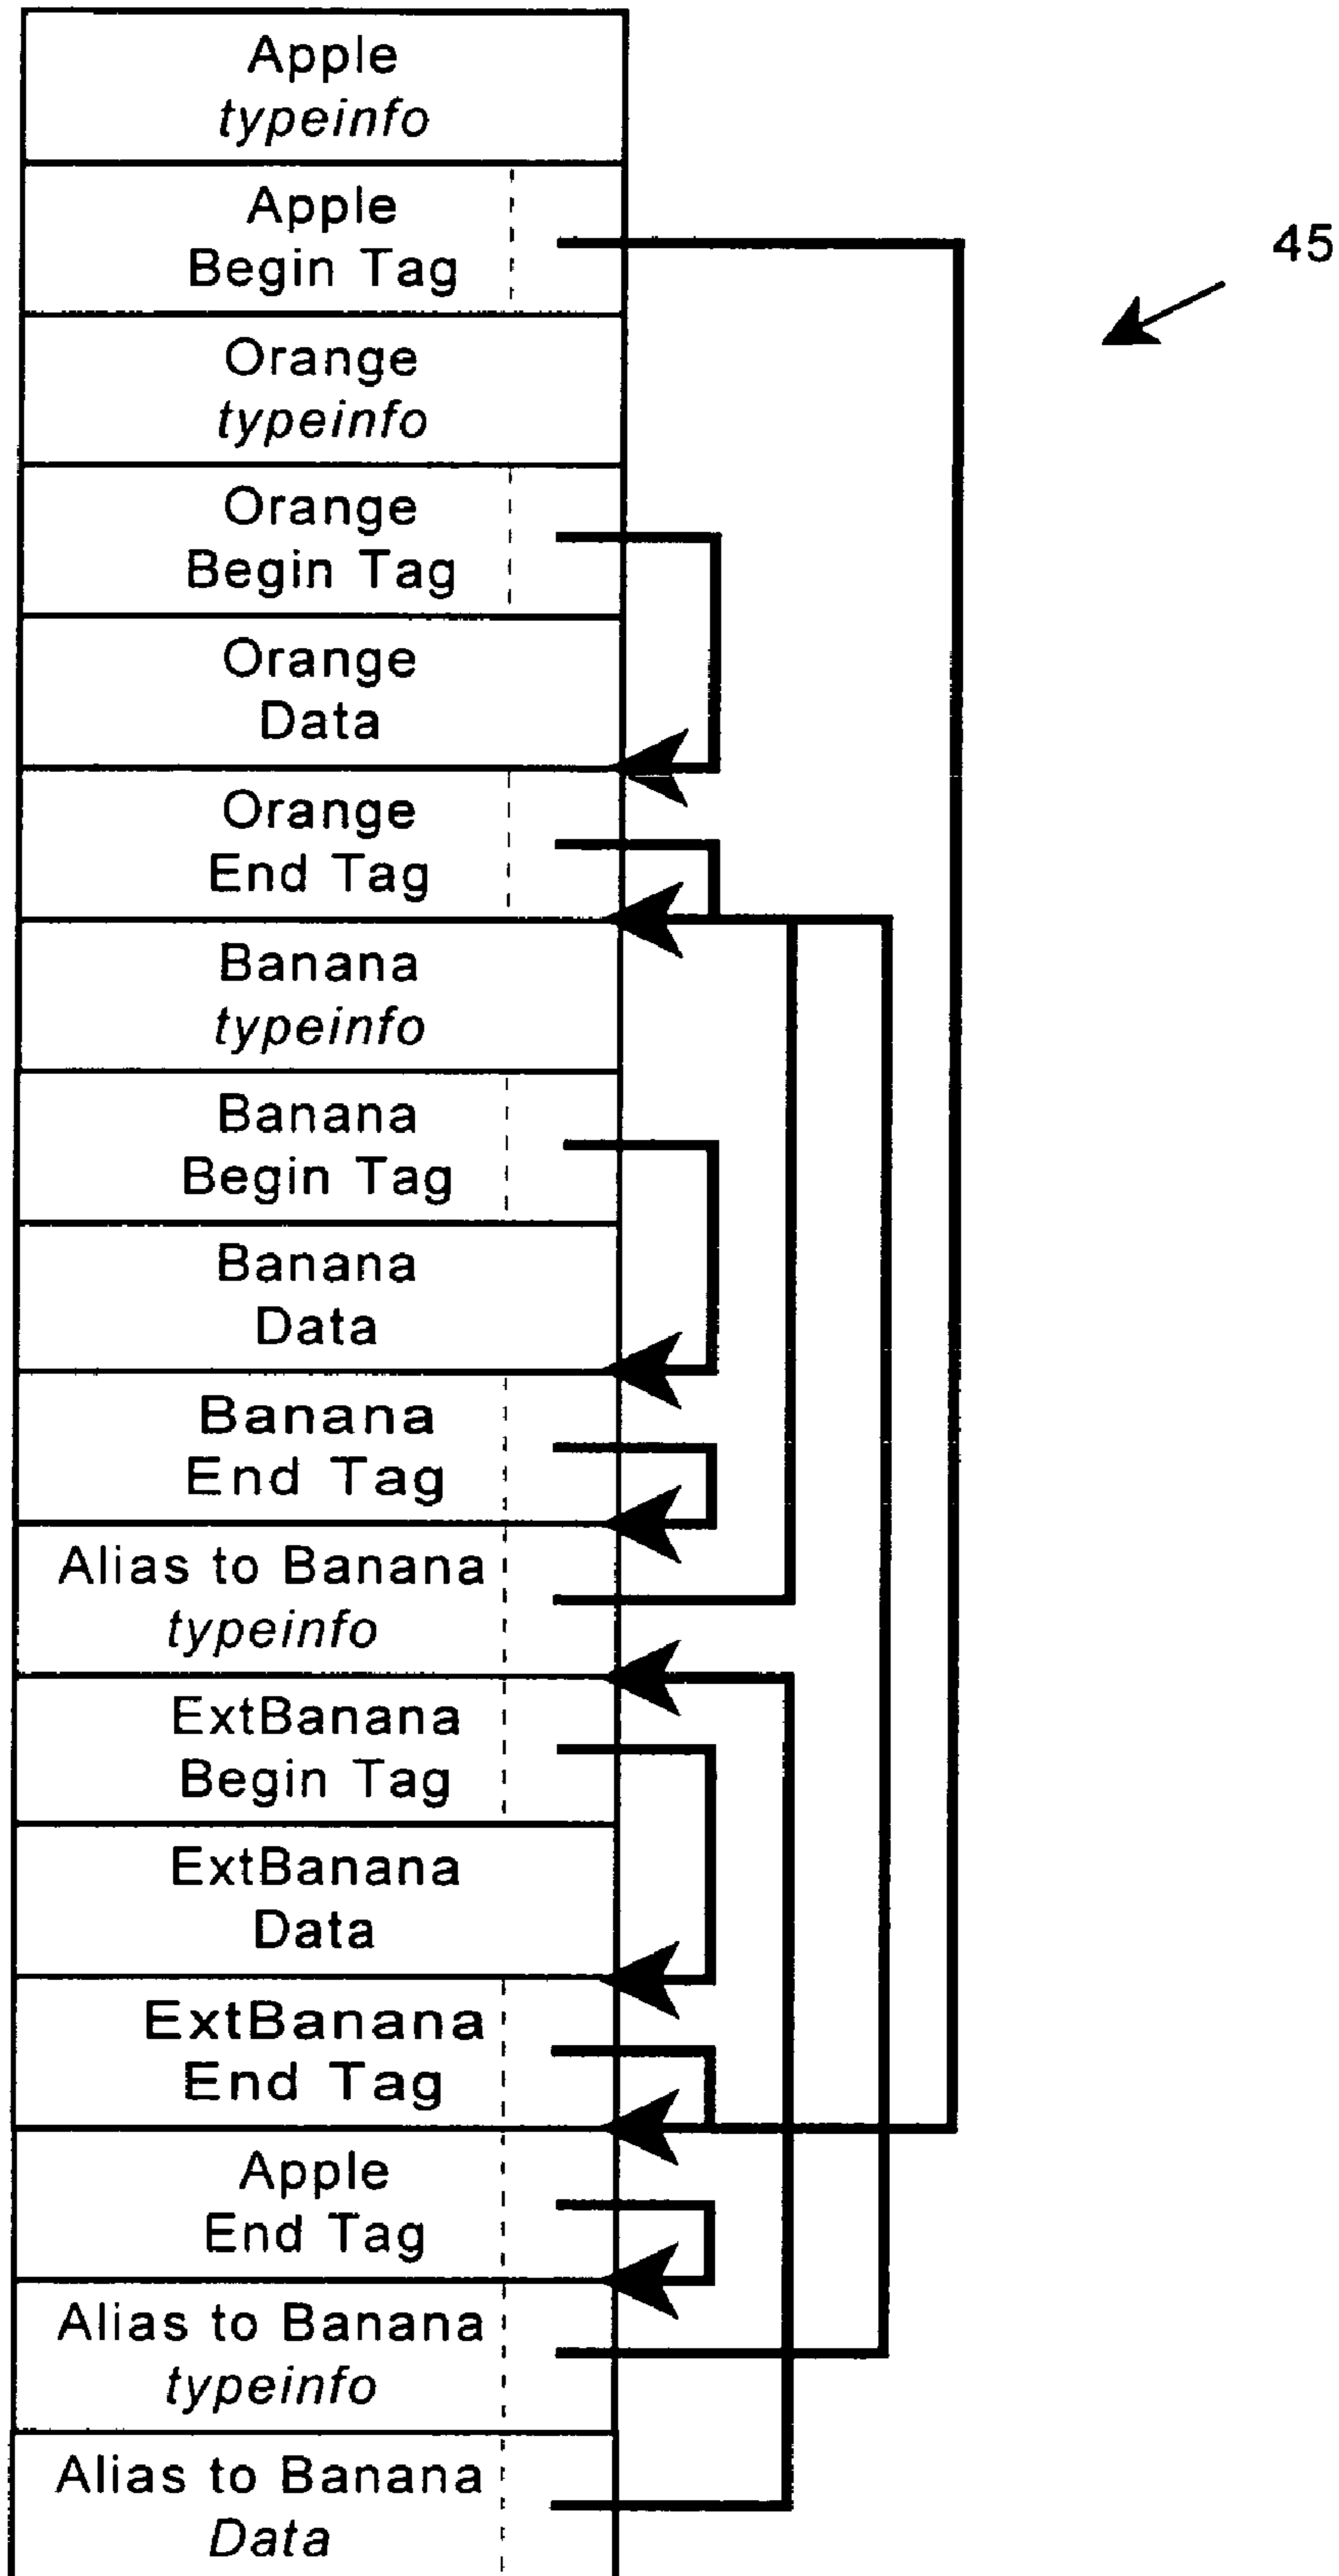 Apple
typeinfo
Apple
Begin Tag
45
Orange
typeinfo
Orange
Begin Tag
Orange
Data
Orange
End Tag
Banana
typeinfo
Banana
Begin Tag
Banana
Data
Banana
End Tag
Alias to Banana
typeinfo
ExtBanana
Begin Tag
ExtBanana
Data
ExtBanana
End Tag
Apple
End Tag
Alias to Banana
typeinfo
Alias to Banana
Data